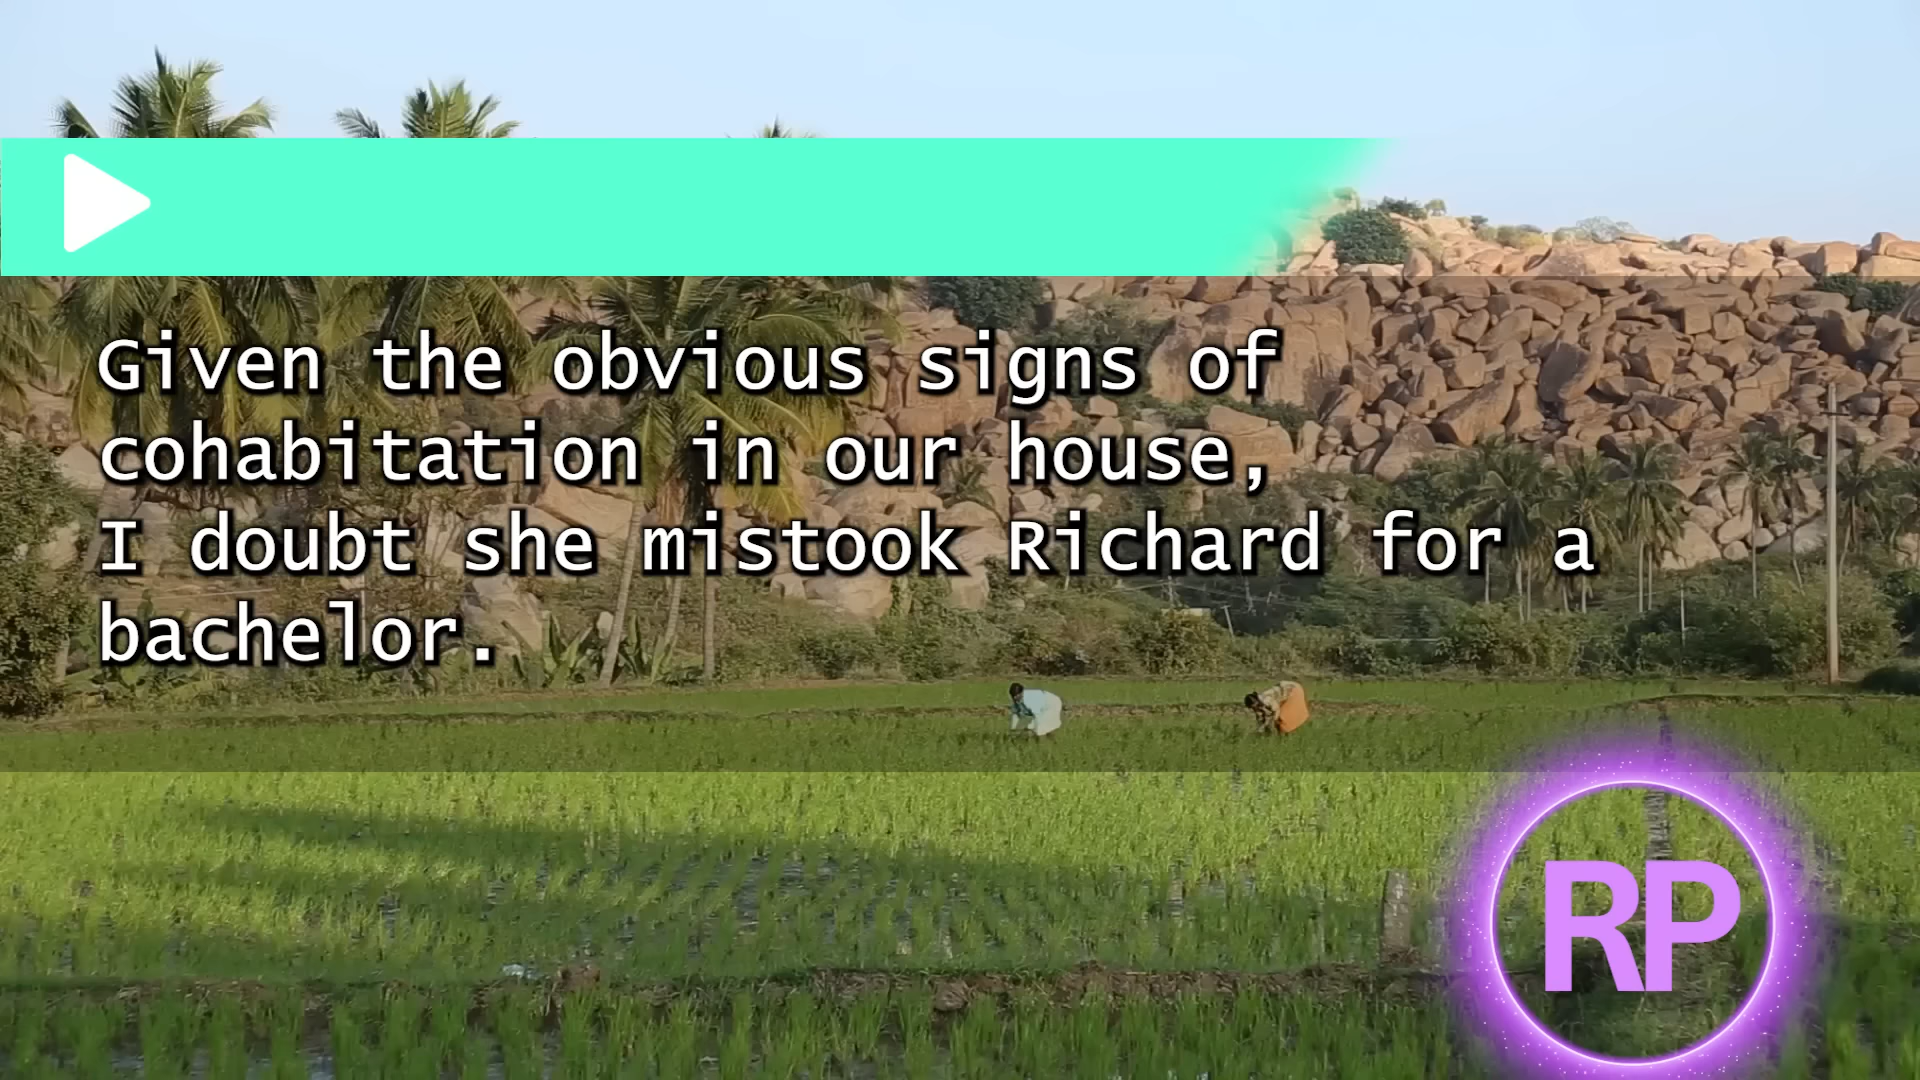 Given the obvious signs of
cohabitation in our house,
I doubt she mistook Richard for a
bachelor.
RP